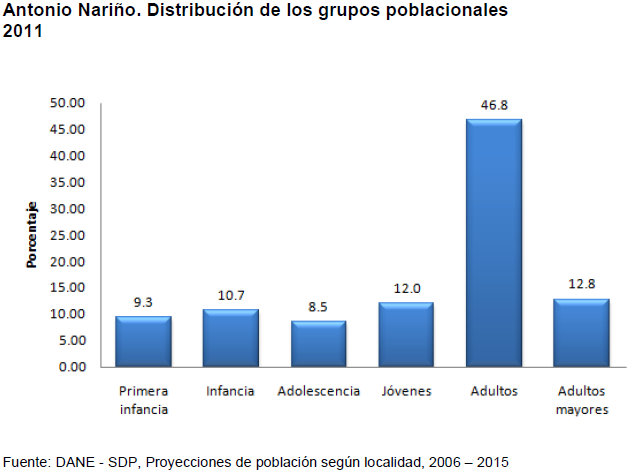 Antonio Nariño. Distribución de los grupos poblacionales
2011
50.00
45.00
40.00
35.00
30.00
25.00
20.00
15.00
10.00
5.00
0.00
Porcentaje
9.3
10.7
8.5
12.0
46.8
12.8
Primera
infancia
Infancia
Adolescencia
Jóvenes
Adultos
Adultos
mayores
Fuente: DANE - SDP, Proyecciones de población según localidad, 2006 – 2015